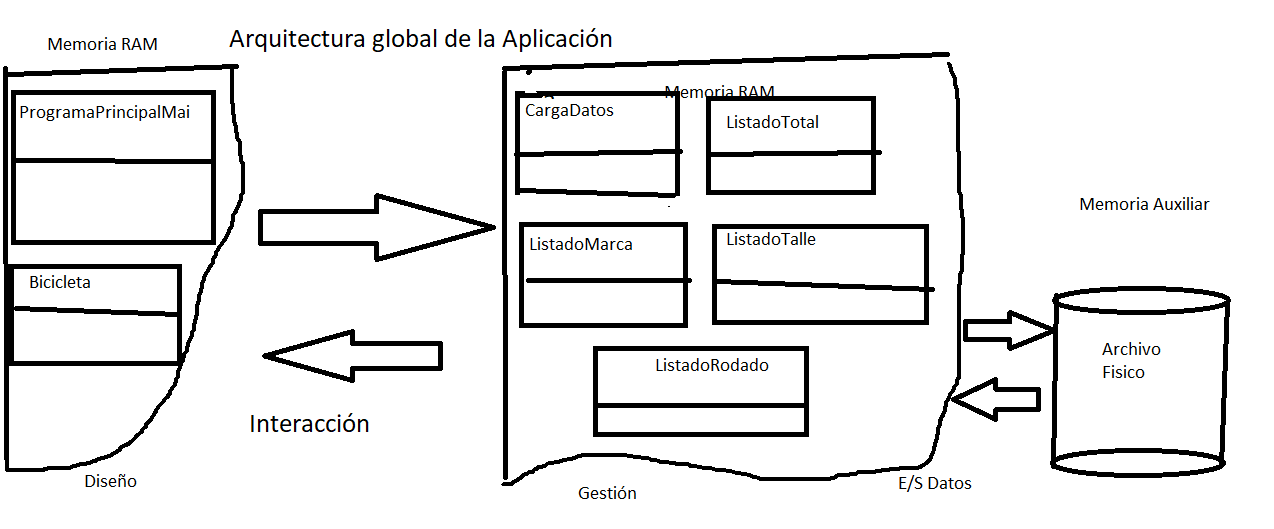 Arquitectura global de la Aplicación
Memoria RAM
ProgramaPrincipalMai
Bicicleta
Diseño
Interacción
Memoria RAM
CargaDatos
ListadoTotal
ListadoMarca
ListadoTalle
ListadoRodado
Gestión
E/S Datos
Memoria Auxiliar
Archivo
Fisico